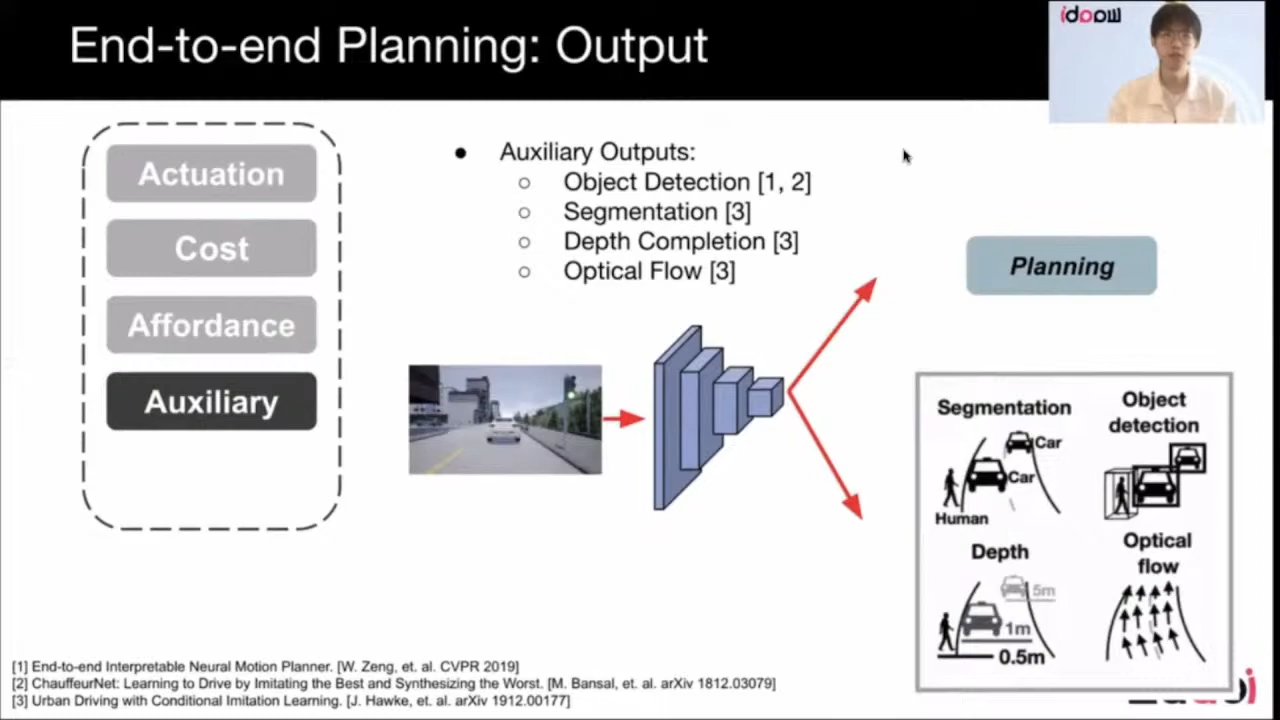 End-to-end Planning: Output
Actuation
Cost
Affordance
Auxiliary
● Auxiliary Outputs:
○ Object Detection [1, 2]
○ Segmentation [3]
○ Depth Completion [3]
○ Optical Flow [3]
Planning
Segmentation
Car
Car
Human
Object
detection
Depth
5m
1m
0.5m
Optical
flow
[1] End-to-end Interpretable Neural Motion Planner. [W. Zeng, et. al. CVPR 2019]
[2] ChauffeurNet: Learning to Drive by Imitating the Best and Synthesizing the Worst. [M. Bansal, et. al. arXiv 1812.03079]
[3] Urban Driving with Conditional Imitation Learning. [J. Hawke, et. al. arXiv 1912.00177]